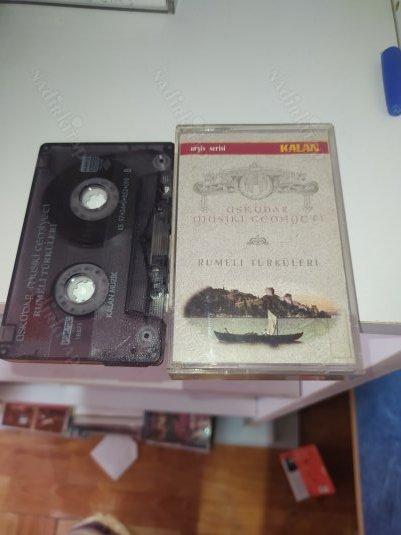 arşiv serisi KALAN
ÜSKÜDAR
MUSİKİ CEMİYETİ
RUMELİ TÜRKÜLERİ
ÜSKÜDAR MUSİKİ CEMİYETİ
RUMELİ TÜRKÜLERİ
KALAN MÜZİK
B
nadirkitap